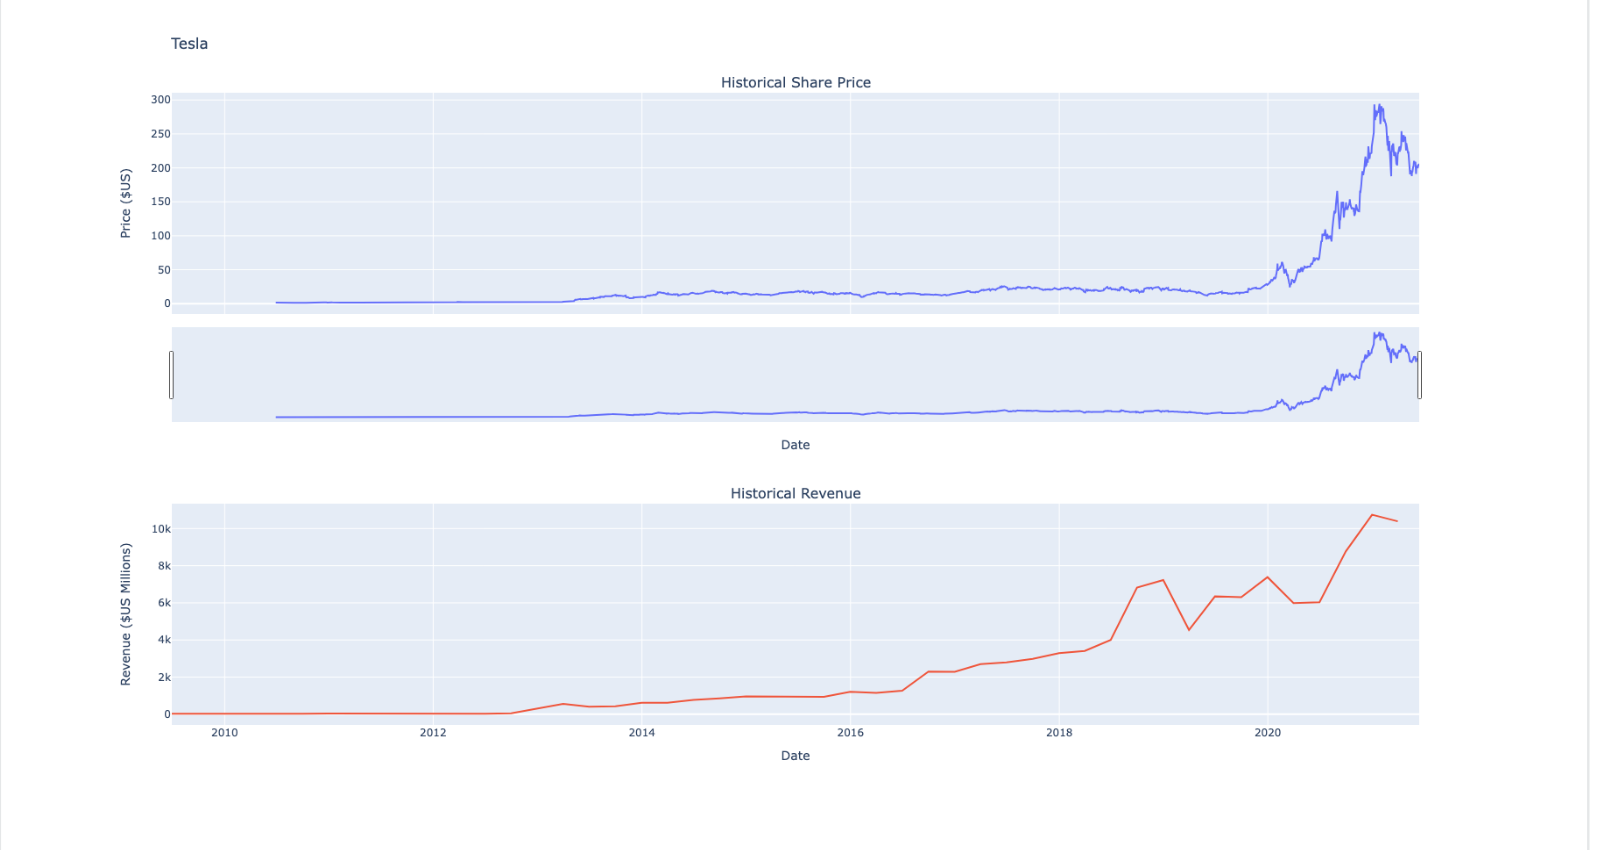 Tesla
Historical Share Price
300
250
200
150
100
50
0
Price ($US)
Date
Historical Revenue
10k
8k
6k
4k
2k
0
Revenue ($US Millions)
2010 2012 2014 2016 2018 2020
Date